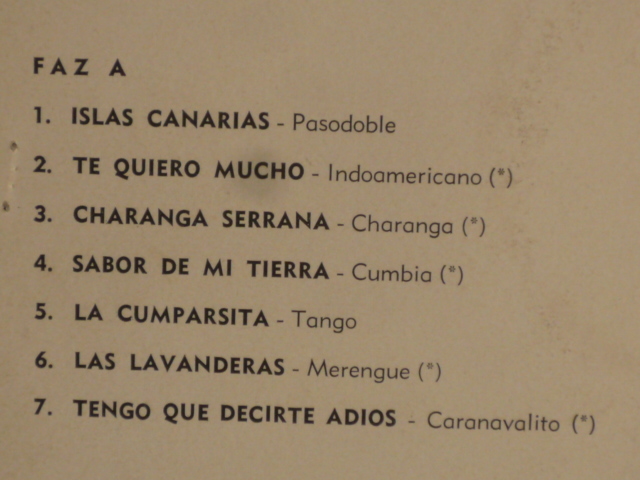 FAZ A
1. ISLAS CANARIAS - Pasodoble
2. TE QUIERO MUCHO - Indoamericano (*)
3. CHARANGA SERRANA - Charanga (*)
4. SABOR DE MI TIERRA - Cumbia (*)
5. LA CUMPARSITA - Tango
6. LAS LAVANDERAS - Merengue (*)
7. TENGO QUE DECIRTE ADIOS - Caranavalito (*)